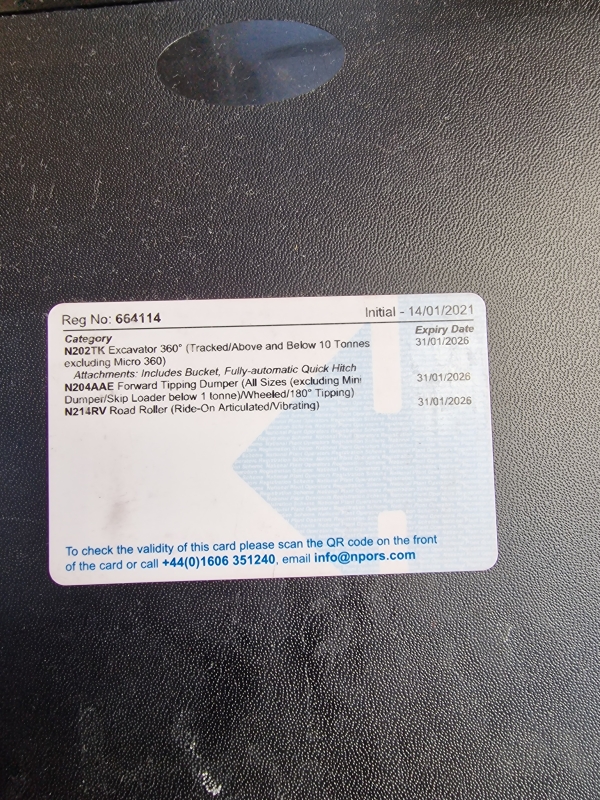 Reg No: 664114 Initial - 14/01/2021
Category Expiry Date
N202TK Excavator 360° (Tracked/Above and Below 10 Tonnes 31/01/2026
excluding Micro 360)
Attachments: Includes Bucket, Fully-automatic Quick Hitch
N204AAE Forward Tipping Dumper (All Sizes (excluding Mini 31/01/2026
Dumper/Skip Loader below 1 tonne)/Wheeled/180° Tipping)
N214RV Road Roller (Ride-On Articulated/Vibrating) 31/01/2026
To check the validity of this card please scan the QR code on the front
of the card or call +44(0)1606 351240, email info@npors.com